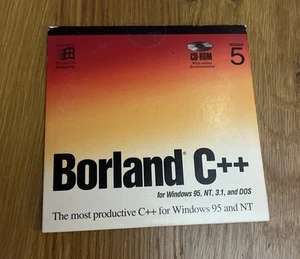 CD-ROM
VERSION
5
Borland® C++
for Windows 95, NT, 3.1, and DOS
The most productive C++ for Windows 95 and NT